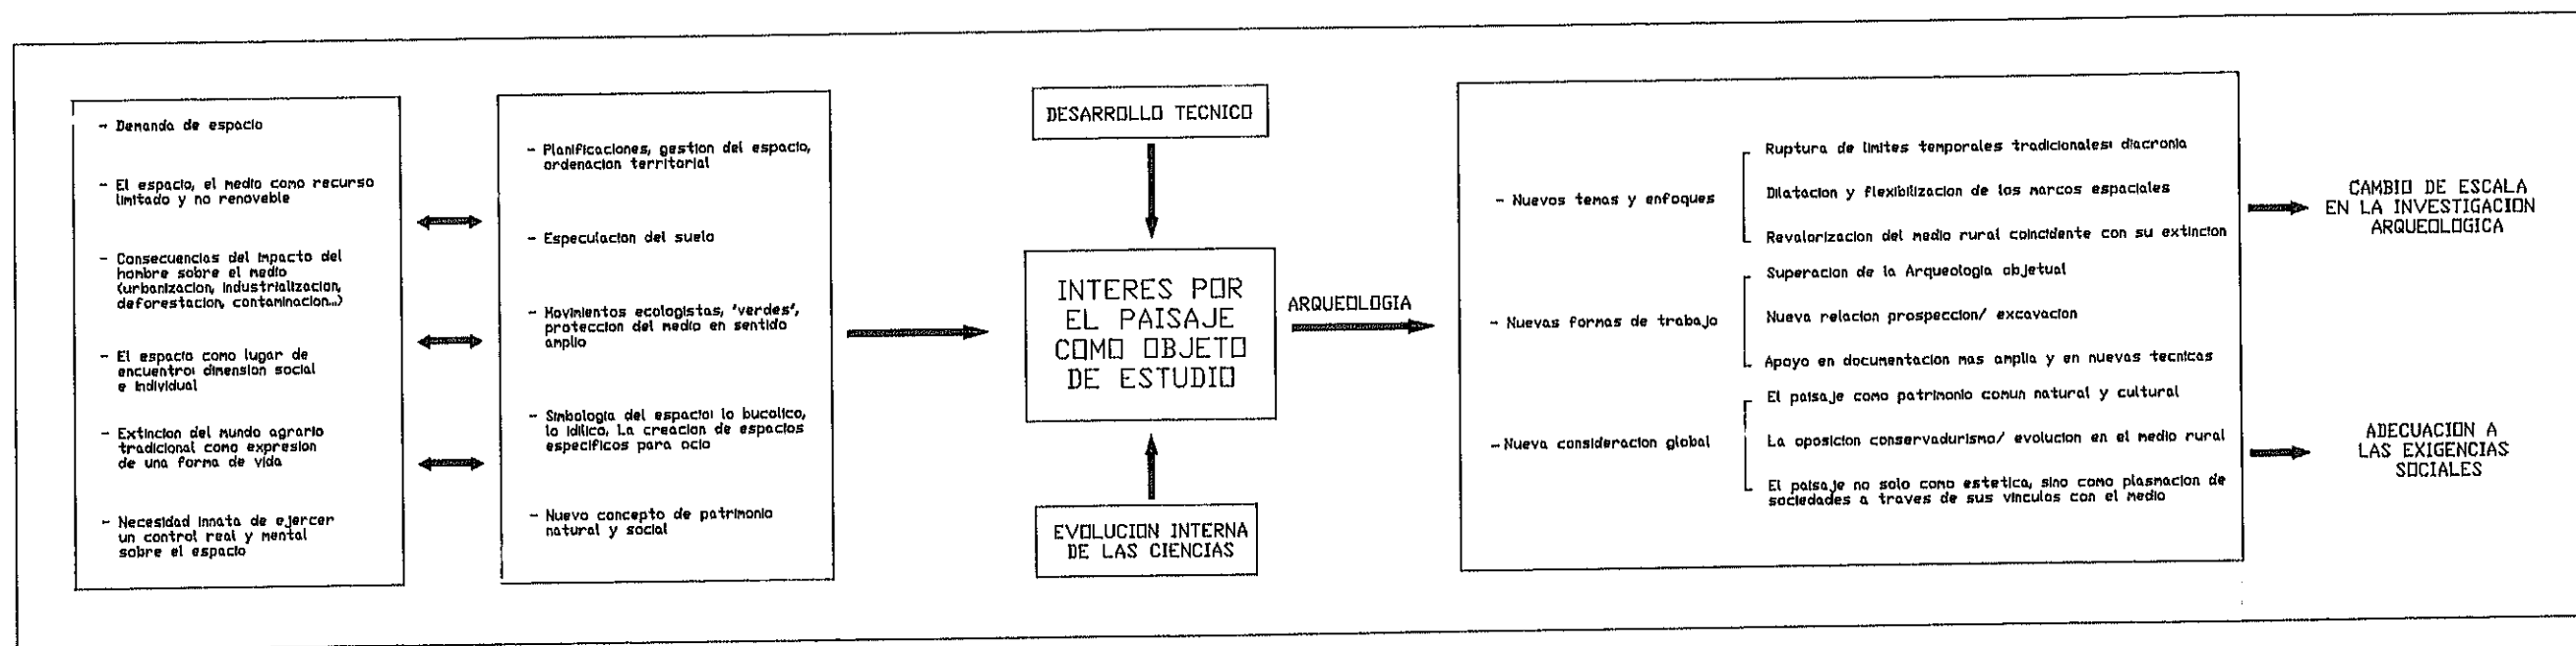 - Demanda de espacio
- El espacio, el medio como recurso
limitado y no renovable
- Consecuencias del impacto del
hombre sobre el medio
(urbanizacion, industrializacion,
deforestacion, contaminacion...)
- El espacio como lugar de
encuentro: dimension social
e individual
- Extincion del mundo agrario
tradicional como expresion
de una forma de vida
- Necesidad innata de ejercer
un control real y mental
sobre el espacio
- Planificaciones, gestion del espacio,
ordenacion territorial
- Especulacion del suelo
- Movimientos ecologistas, 'verdes',
proteccion del medio en sentido
amplio
- Simbologia del espacio: lo bucolico,
lo idilico, La creacion de espacios
especificos para ocio
- Nuevo concepto de patrimonio
natural y social
DESARROLLO TECNICO
INTERES POR
EL PAISAJE
COMO OBJETO
DE ESTUDIO
EVOLUCION INTERNA
DE LAS CIENCIAS
ARQUEOLOGIA
- Nuevos temas y enfoques
Ruptura de limites temporales tradicionales: diacronia
Dilatacion y flexibilizacion de los marcos espaciales
Revalorizacion del medio rural coincidente con su extincion
- Nuevas formas de trabajo
Superacion de la Arqueologia objetual
Nueva relacion prospeccion/ excavacion
Apoyo en documentacion mas amplia y en nuevas tecnicas
- Nueva consideracion global
El paisaje como patrimonio comun natural y cultural
La oposicion conservadurismo/ evolucion en el medio rural
El paisaje no solo como estetica, sino como plasmacion de
sociedades a traves de sus vinculos con el medio
CAMBIO DE ESCALA
EN LA INVESTIGACION
ARQUEOLOGICA
ADECUACION A
LAS EXIGENCIAS
SOCIALES